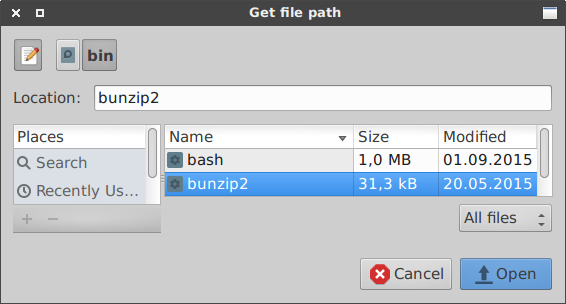 Get file path
bin
Location: bunzip2
Places
Name Size Modified
Search
bash 1,0 MB 01.09.2015
Recently Us...
bunzip2 31,3 kB 20.05.2015
All files
Cancel Open